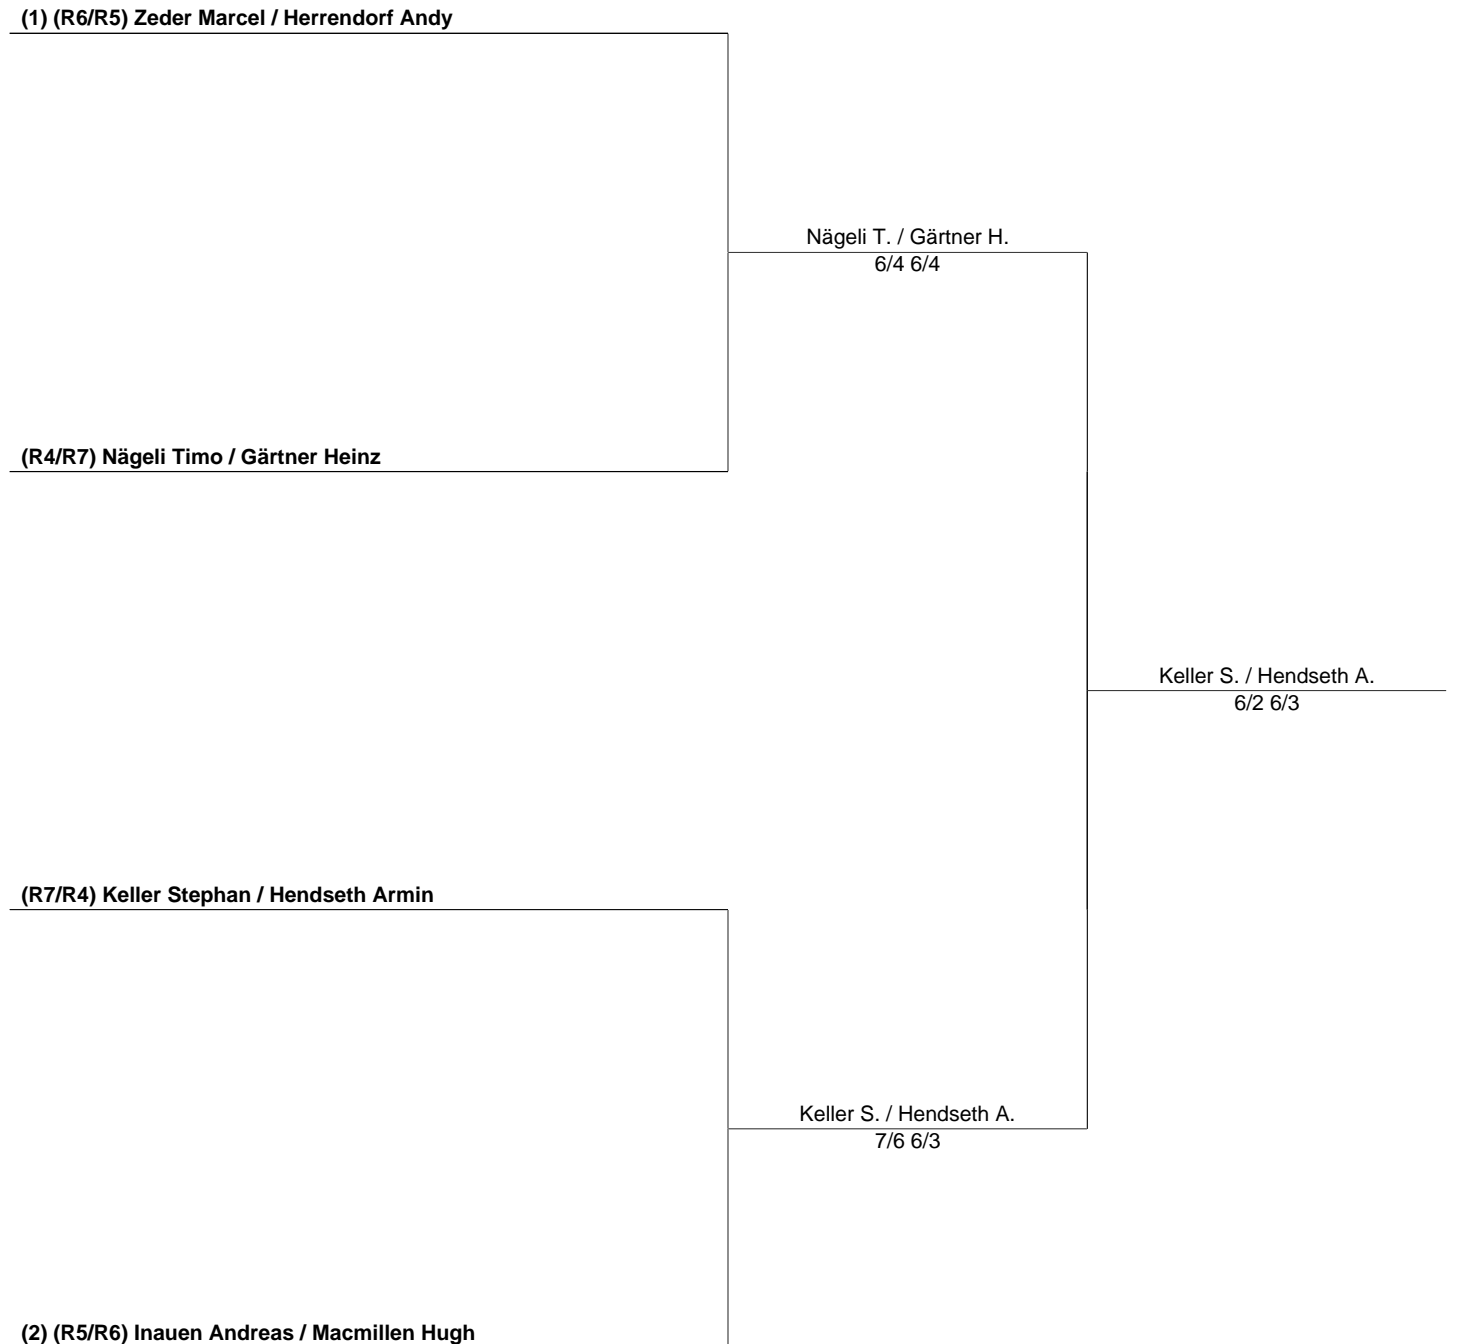 (1) (R6/R5) Zeder Marcel / Herrendorf Andy
Nägeli T. / Gärtner H.
6/4 6/4
(R4/R7) Nägeli Timo / Gärtner Heinz
Keller S. / Hendseth A.
6/2 6/3
(R7/R4) Keller Stephan / Hendseth Armin
Keller S. / Hendseth A.
7/6 6/3
(2) (R5/R6) Inauen Andreas / Macmillen Hugh